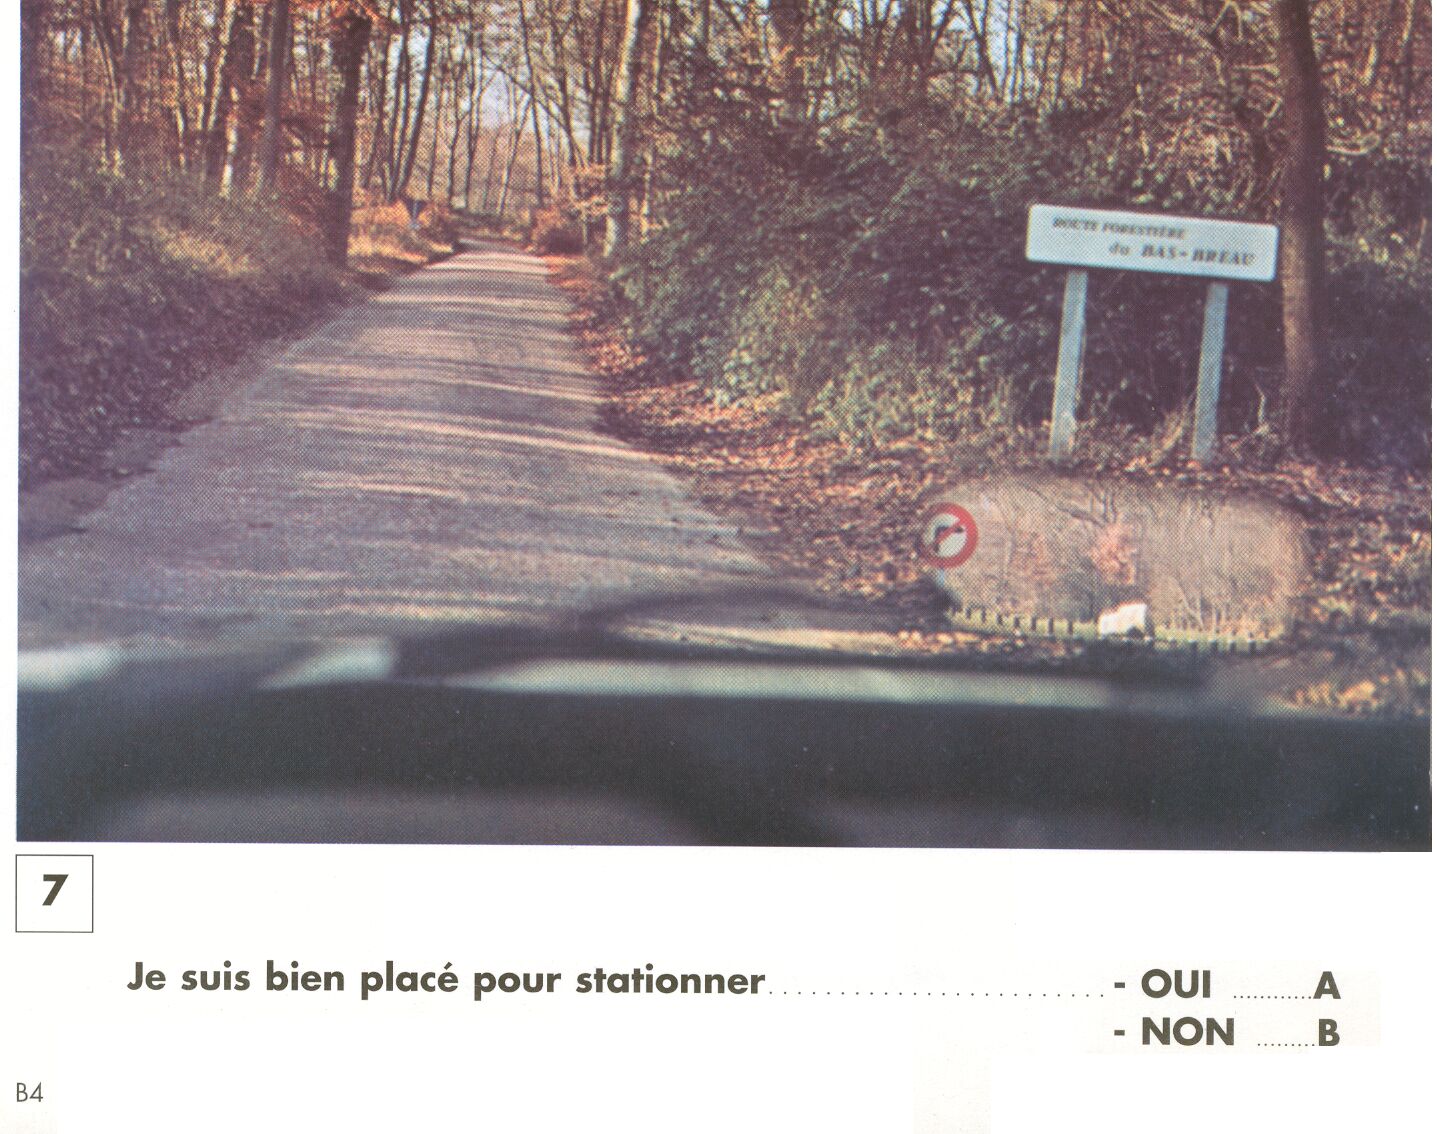 ROUTE FORESTIÈRE
du BAS-BREAU
7
Je suis bien placé pour stationner........................- OUI ............A
- NON .........B
B4